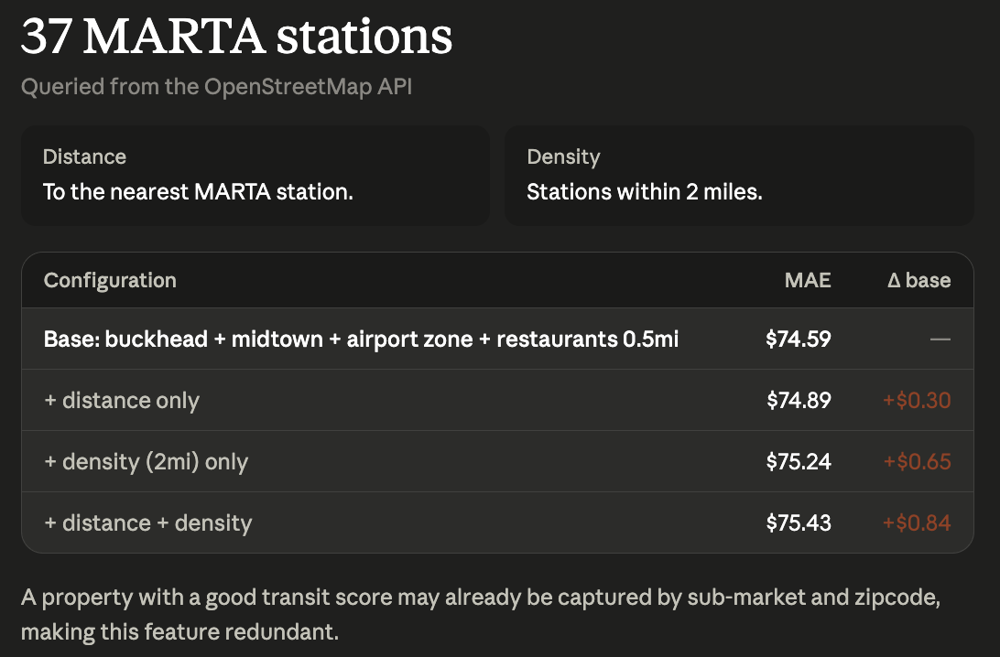 37 MARTA stations
Queried from the OpenStreetMap API
Distance
To the nearest MARTA station.
Density
Stations within 2 miles.
Configuration MAE Δ base
Base: buckhead + midtown + airport zone + restaurants 0.5mi $74.59 —
+ distance only $74.89 +$0.30
+ density (2mi) only $75.24 +$0.65
+ distance + density $75.43 +$0.84
A property with a good transit score may already be captured by sub-market and zipcode,
making this feature redundant.